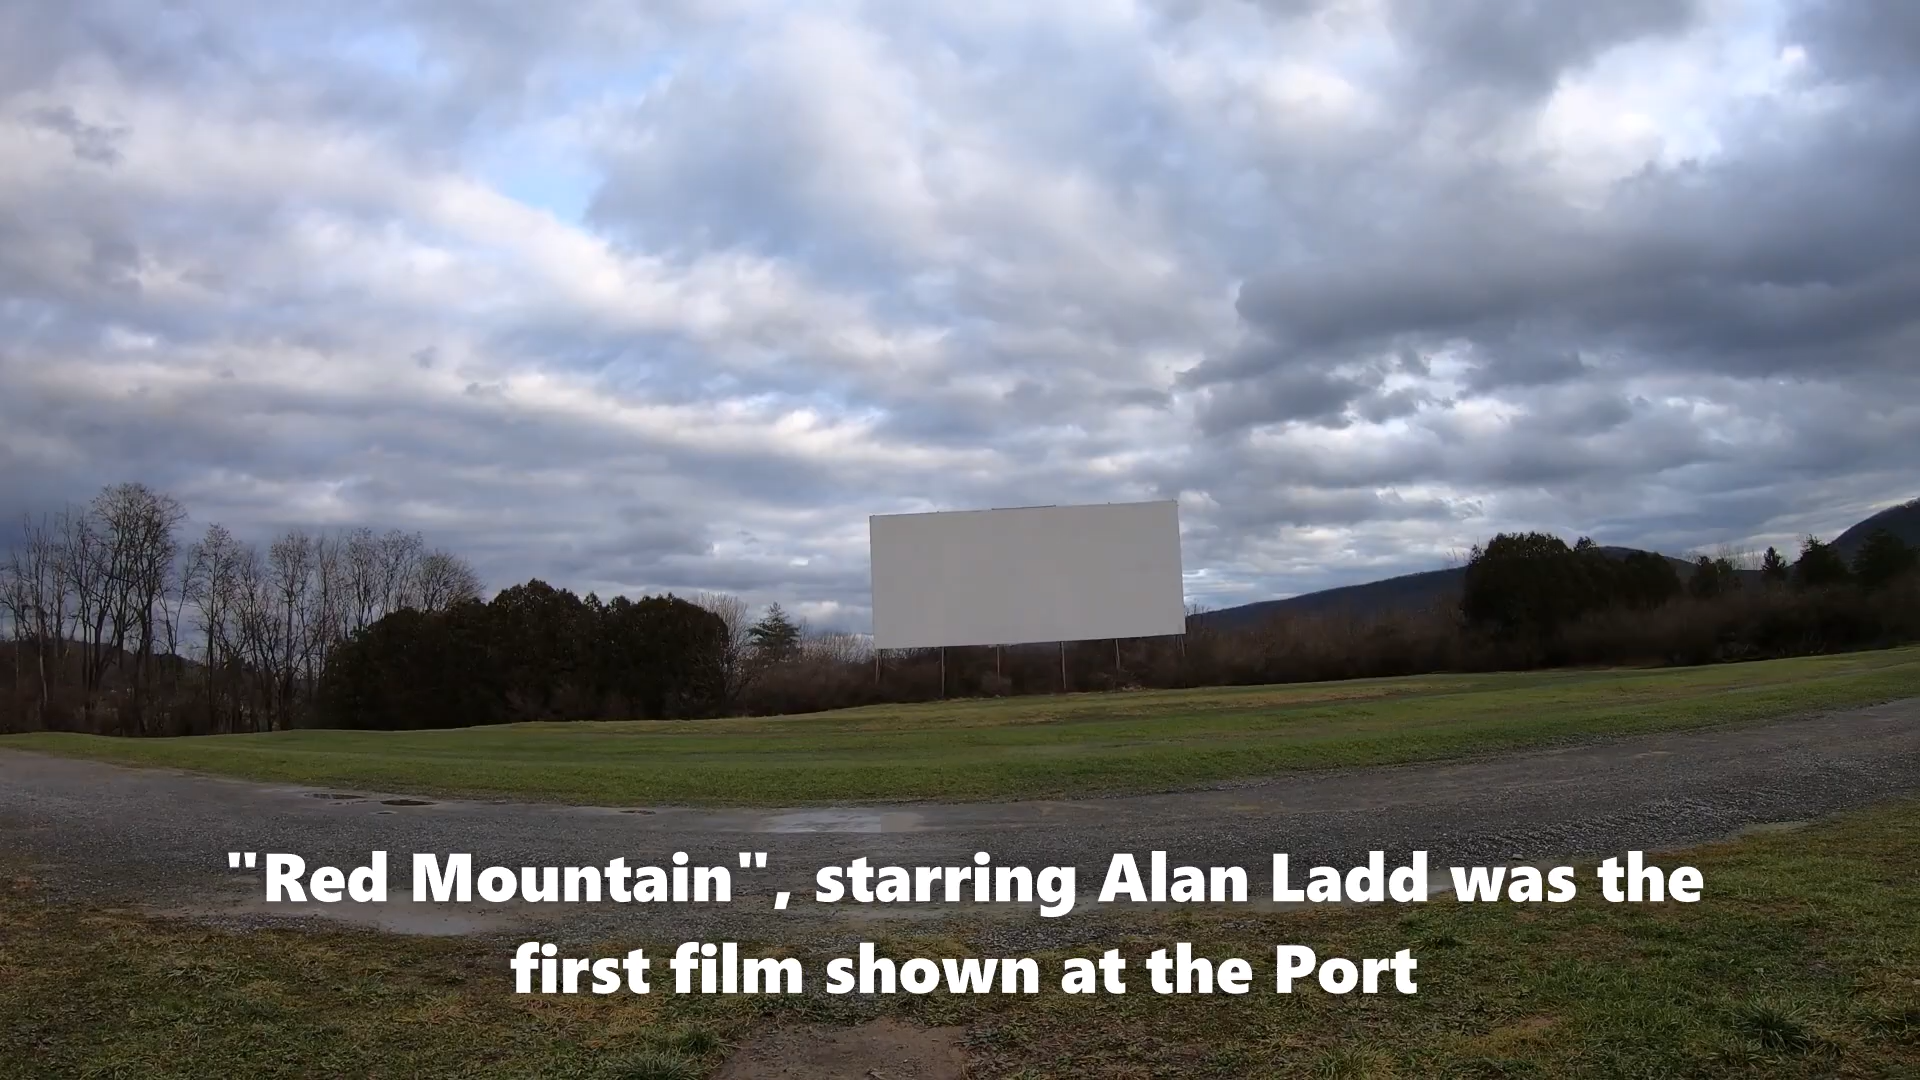 "Red Mountain", starring Alan Ladd was the
first film shown at the Port